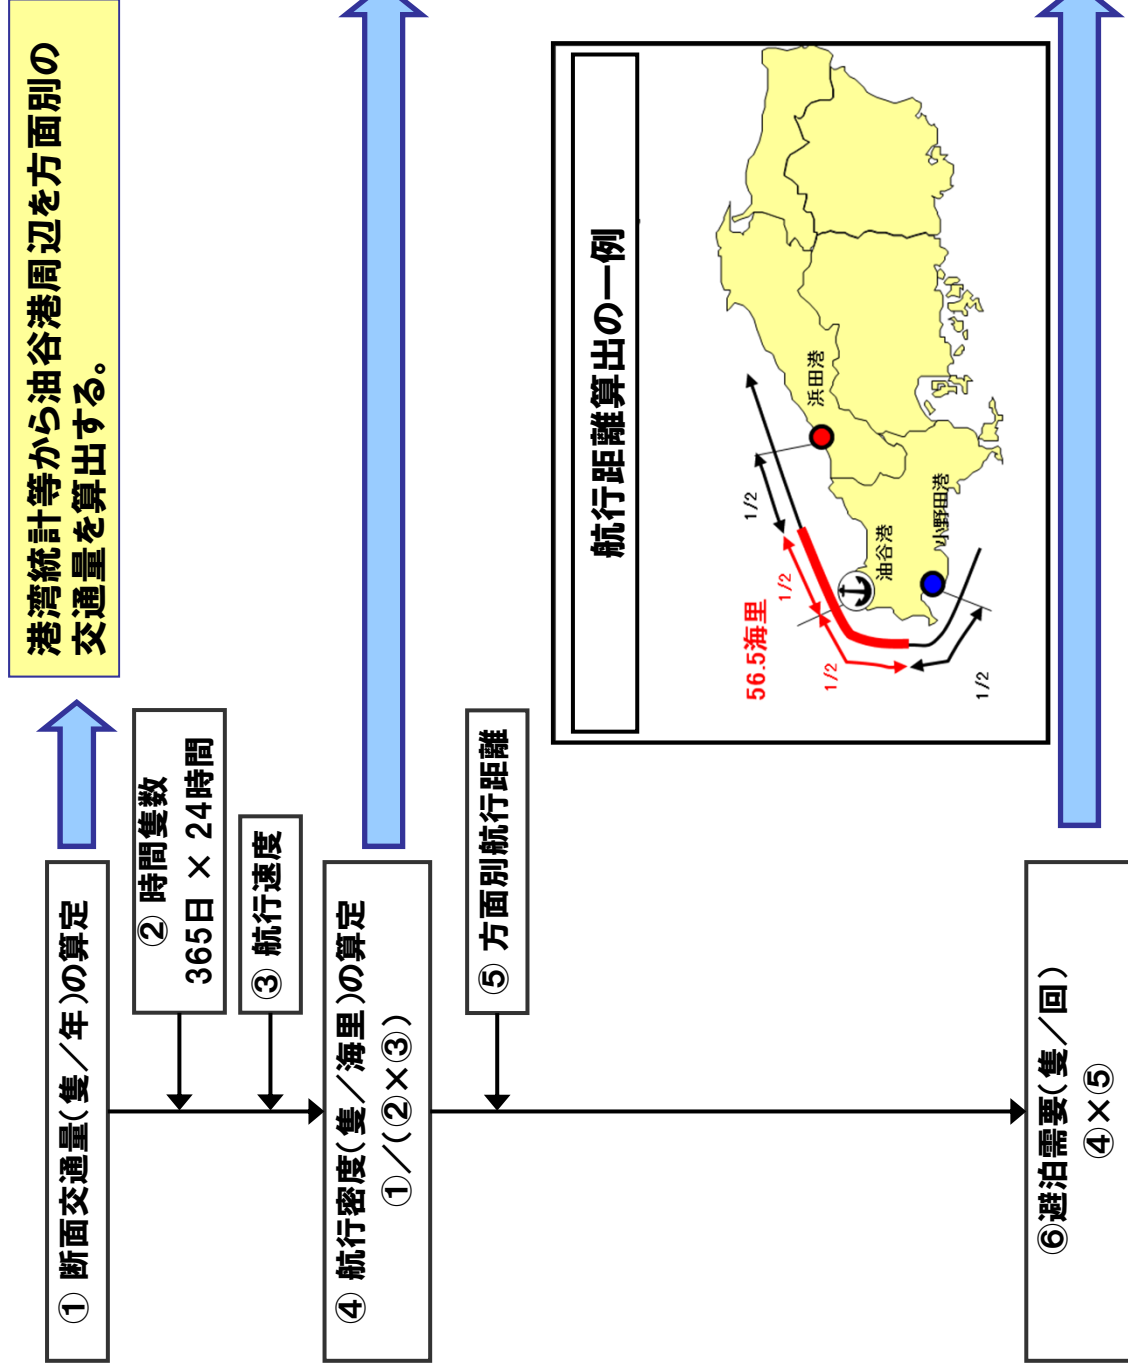 ① 断面交通量(隻／年)の算定
港湾統計等から油谷港周辺を方面別の
交通量を算出する。
② 時間隻数
365日 × 24時間
③ 航行速度
④ 航行密度(隻／海里)の算定
①／(②×③)
⑤ 方面別航行距離
航行距離算出の一例
56.5海里
1/2
1/2
1/2
1/2
浜田港
油谷港
小野田港
⑥避泊需要(隻／回)
④×⑤